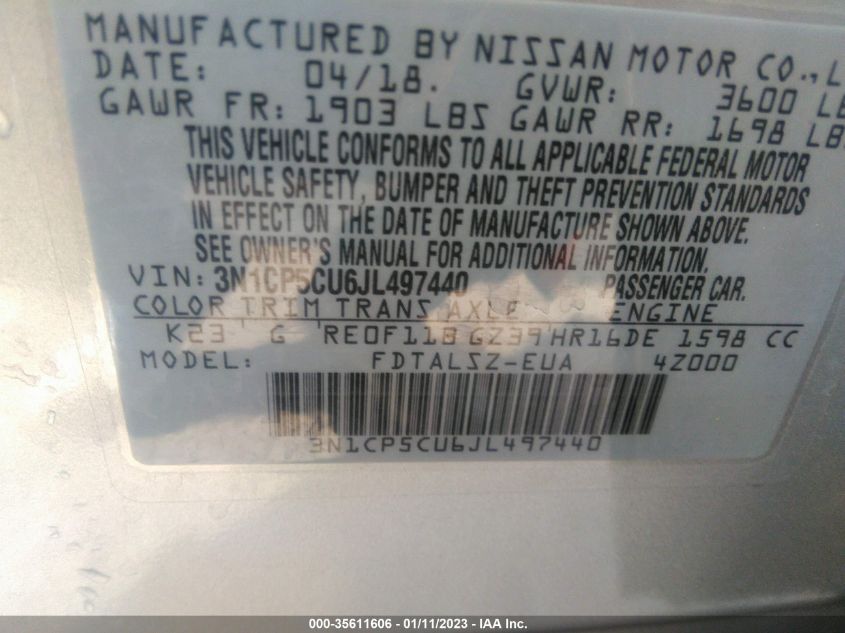 MANUFACTURED BY NISSAN MOTOR CO., L
DATE: 04/18. GVWR: 3600 LB
GAWR FR: 1903 LBS GAWR RR: 1698 LB
THIS VEHICLE CONFORMS TO ALL APPLICABLE FEDERAL MOTOR
VEHICLE SAFETY, BUMPER AND THEFT PREVENTION STANDARDS
IN EFFECT ON THE DATE OF MANUFACTURE SHOWN ABOVE.
SEE OWNER'S MANUAL FOR ADDITIONAL INFORMATION.
VIN: 3N1CP5CU6JL497440 PASSENGER CAR.
COLOR TRIM TRANS AXLE ENGINE
K23 G RE0F11B GZ39 HR16DE 1598 CC
MODEL: FDTALSZ-EUA 4Z000
3N1CP5CU6JL497440
000-35611606 - 01/11/2023 - IAA Inc.